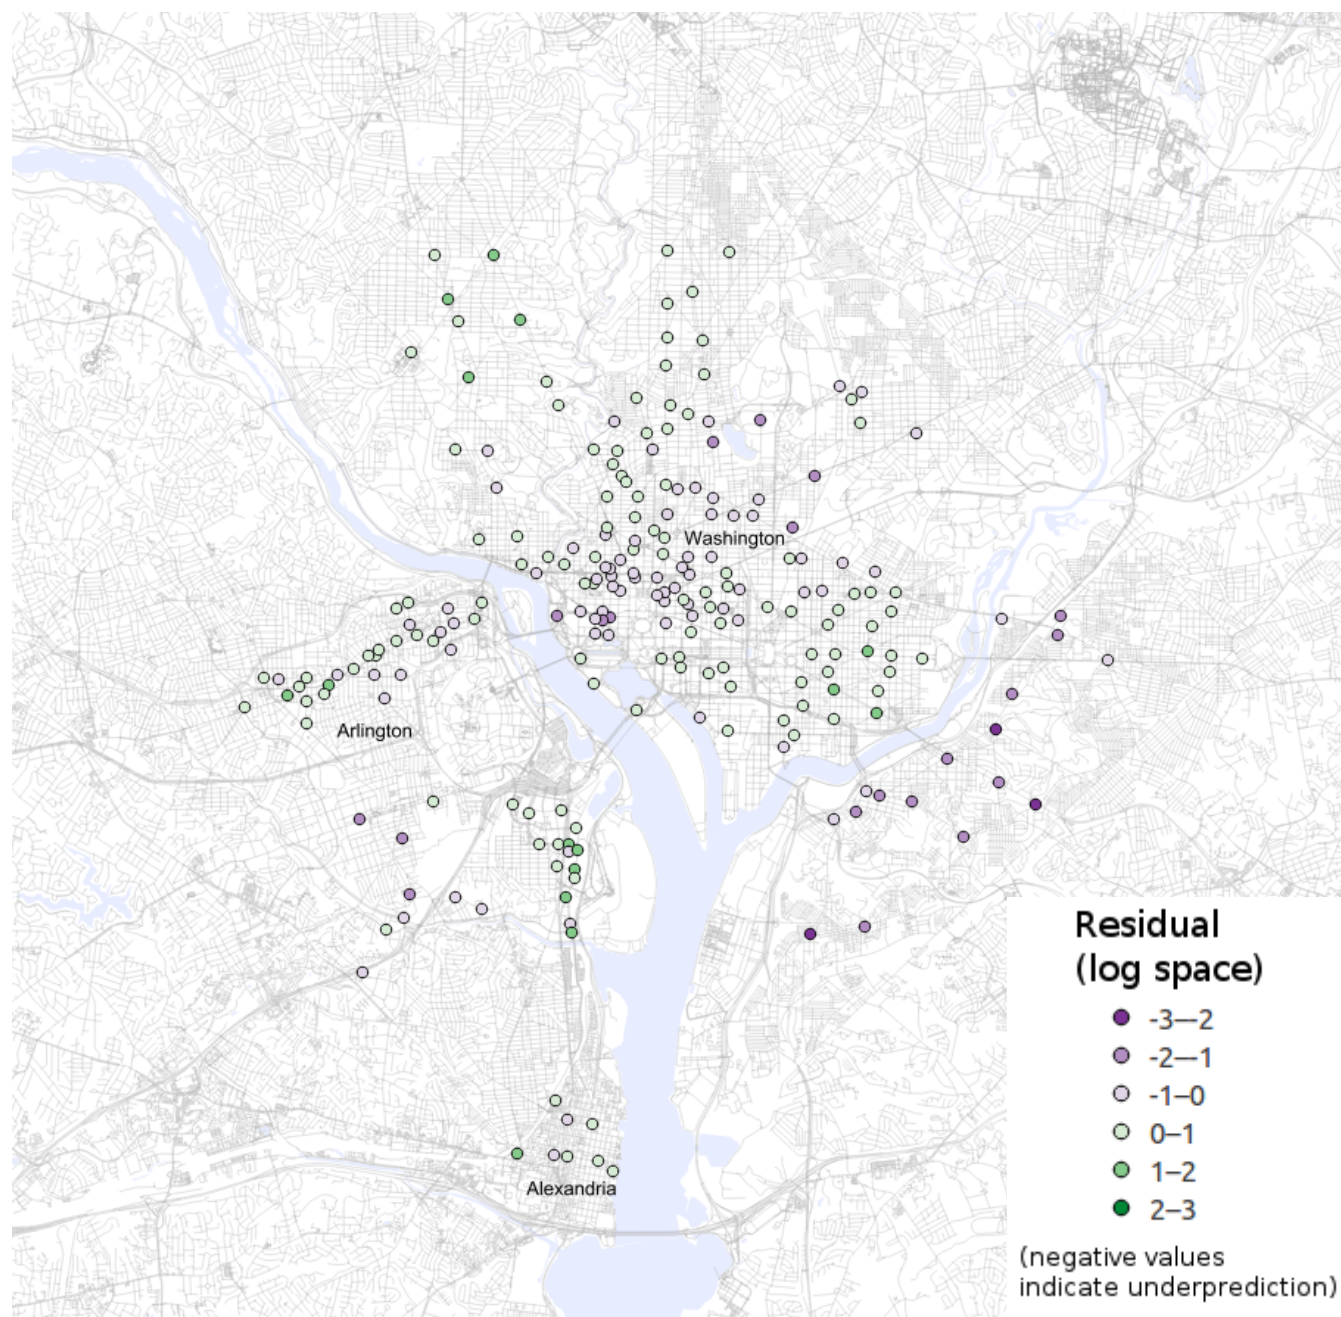 Washington
Arlington
Alexandria
Residual
(log space)
-3—-2
-2—-1
-1–0
0–1
1–2
2–3
(negative values
indicate underprediction)